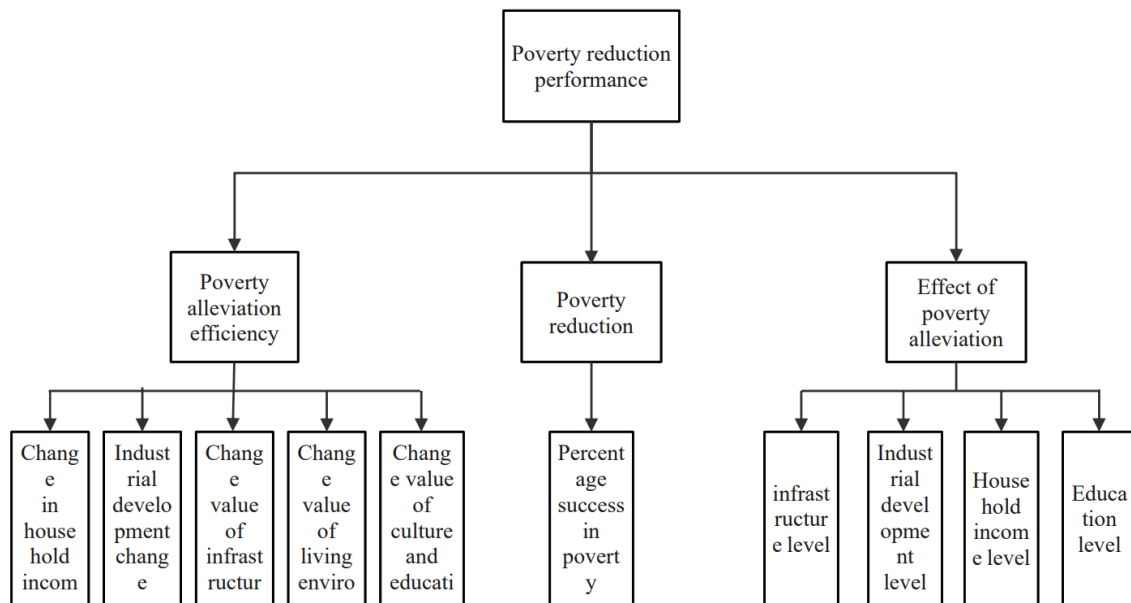 Poverty reduction
performance
Poverty
alleviation
efficiency
Poverty
reduction
Effect of
poverty
alleviation
Chang
e
in
house
hold
incom
Indust
rial
develo
pment
chang
e
Chang
e
value
of
infrast
ructur
Chang
e
value
of
living
enviro
Chang
e value
of
culture
and
educati
Percent
age
success
in
povert
y
infrast
ructur
e level
Indust
rial
devel
opme
nt
level
House
hold
incom
e level
Educa
tion
level